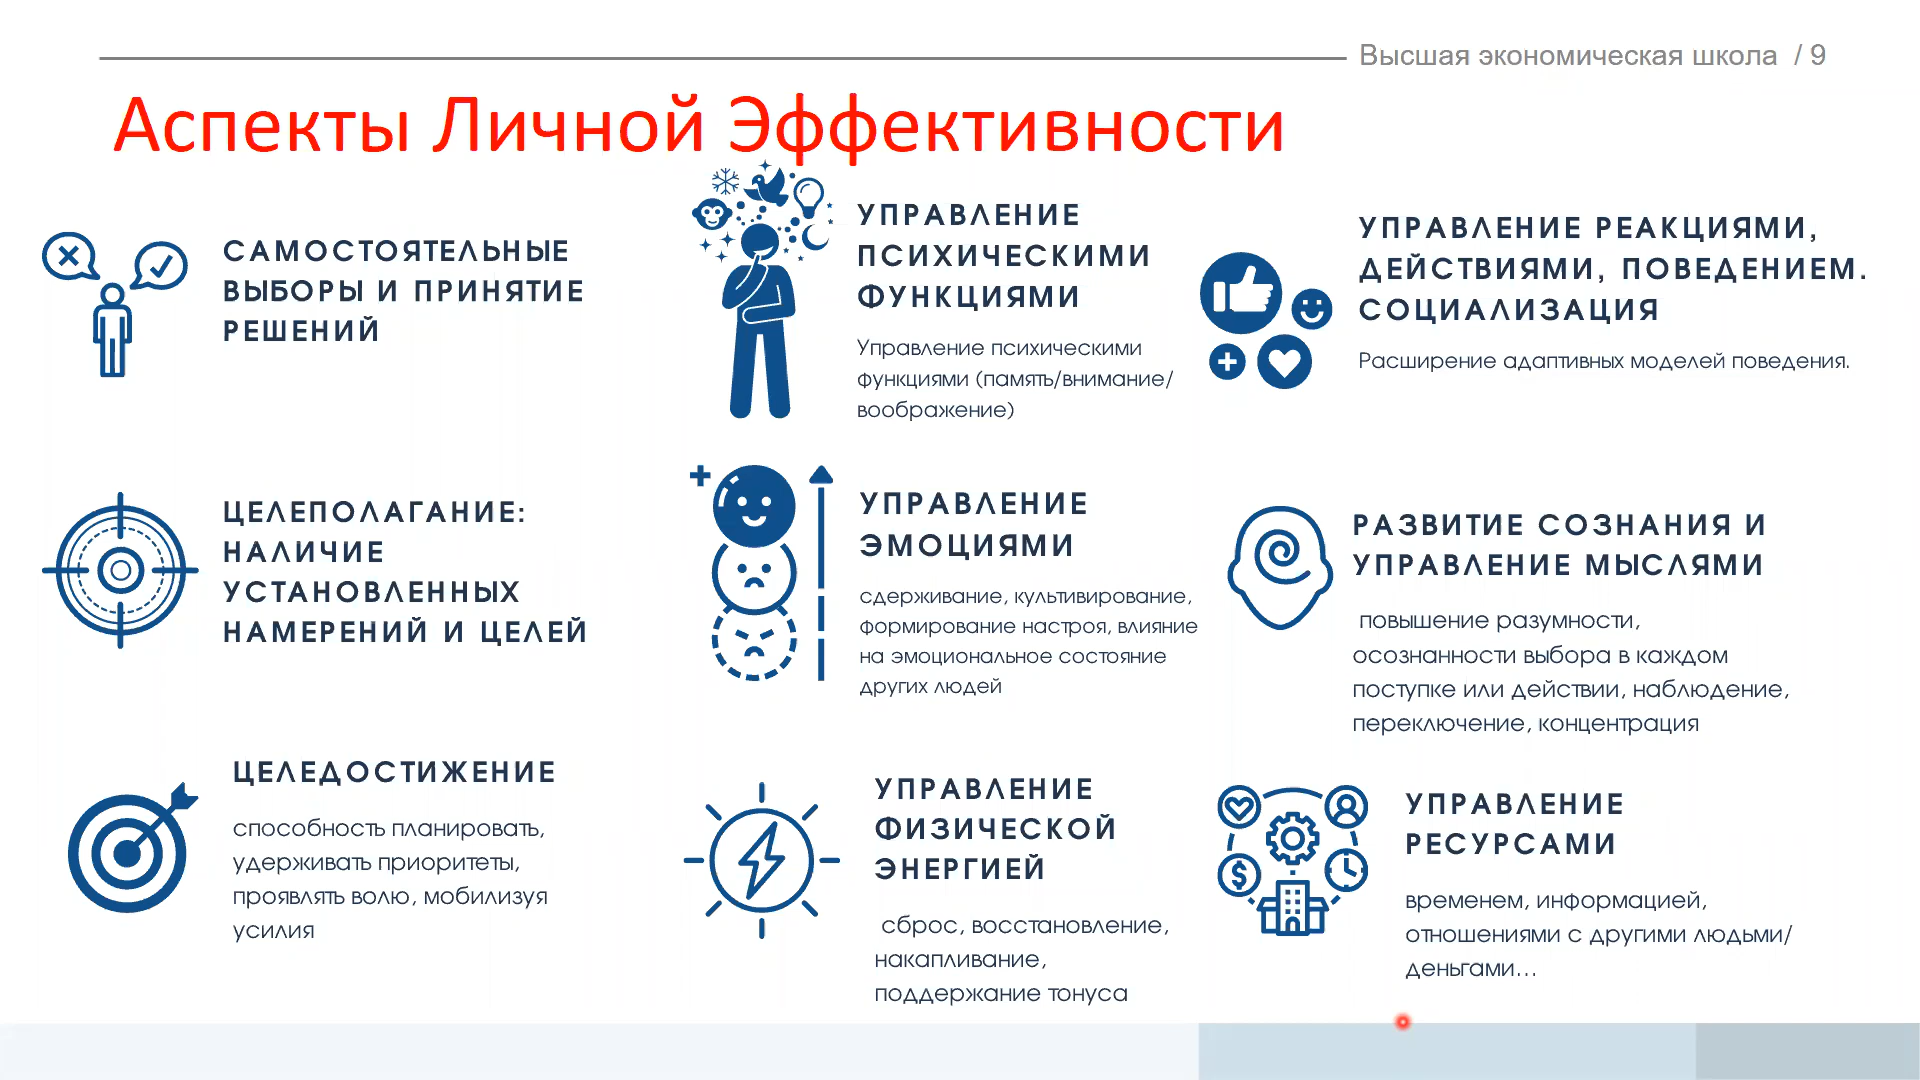 Высшая экономическая школа / 9
Аспекты Личной Эффективности
САМОСТОЯТЕЛЬНЫЕ
ВЫБОРЫ И ПРИНЯТИЕ
РЕШЕНИЙ
УПРАВЛЕНИЕ
ПСИХИЧЕСКИМИ
ФУНКЦИЯМИ
Управление психическими
функциями (память/внимание/
воображение)
УПРАВЛЕНИЕ РЕАКЦИЯМИ,
ДЕЙСТВИЯМИ, ПОВЕДЕНИЕМ.
СОЦИАЛИЗАЦИЯ
Расширение адаптивных моделей поведения.
ЦЕЛЕПОЛАГАНИЕ:
НАЛИЧИЕ
УСТАНОВЛЕННЫХ
НАМЕРЕНИЙ И ЦЕЛЕЙ
УПРАВЛЕНИЕ
ЭМОЦИЯМИ
сдерживание, культивирование,
формирование настроя, влияние
на эмоциональное состояние
других людей
РАЗВИТИЕ СОЗНАНИЯ И
УПРАВЛЕНИЕ МЫСЛЯМИ
повышение разумности,
осознанности выбора в каждом
поступке или действии, наблюдение,
переключение, концентрация
ЦЕЛЕДОСТИЖЕНИЕ
способность планировать,
удерживать приоритеты,
проявлять волю, мобилизуя
усилия
УПРАВЛЕНИЕ
ФИЗИЧЕСКОЙ
ЭНЕРГИЕЙ
сброс, восстановление,
накапливание,
поддержание тонуса
УПРАВЛЕНИЕ
РЕСУРСАМИ
временем, информацией,
отношениями с другими людьми/
деньгами...